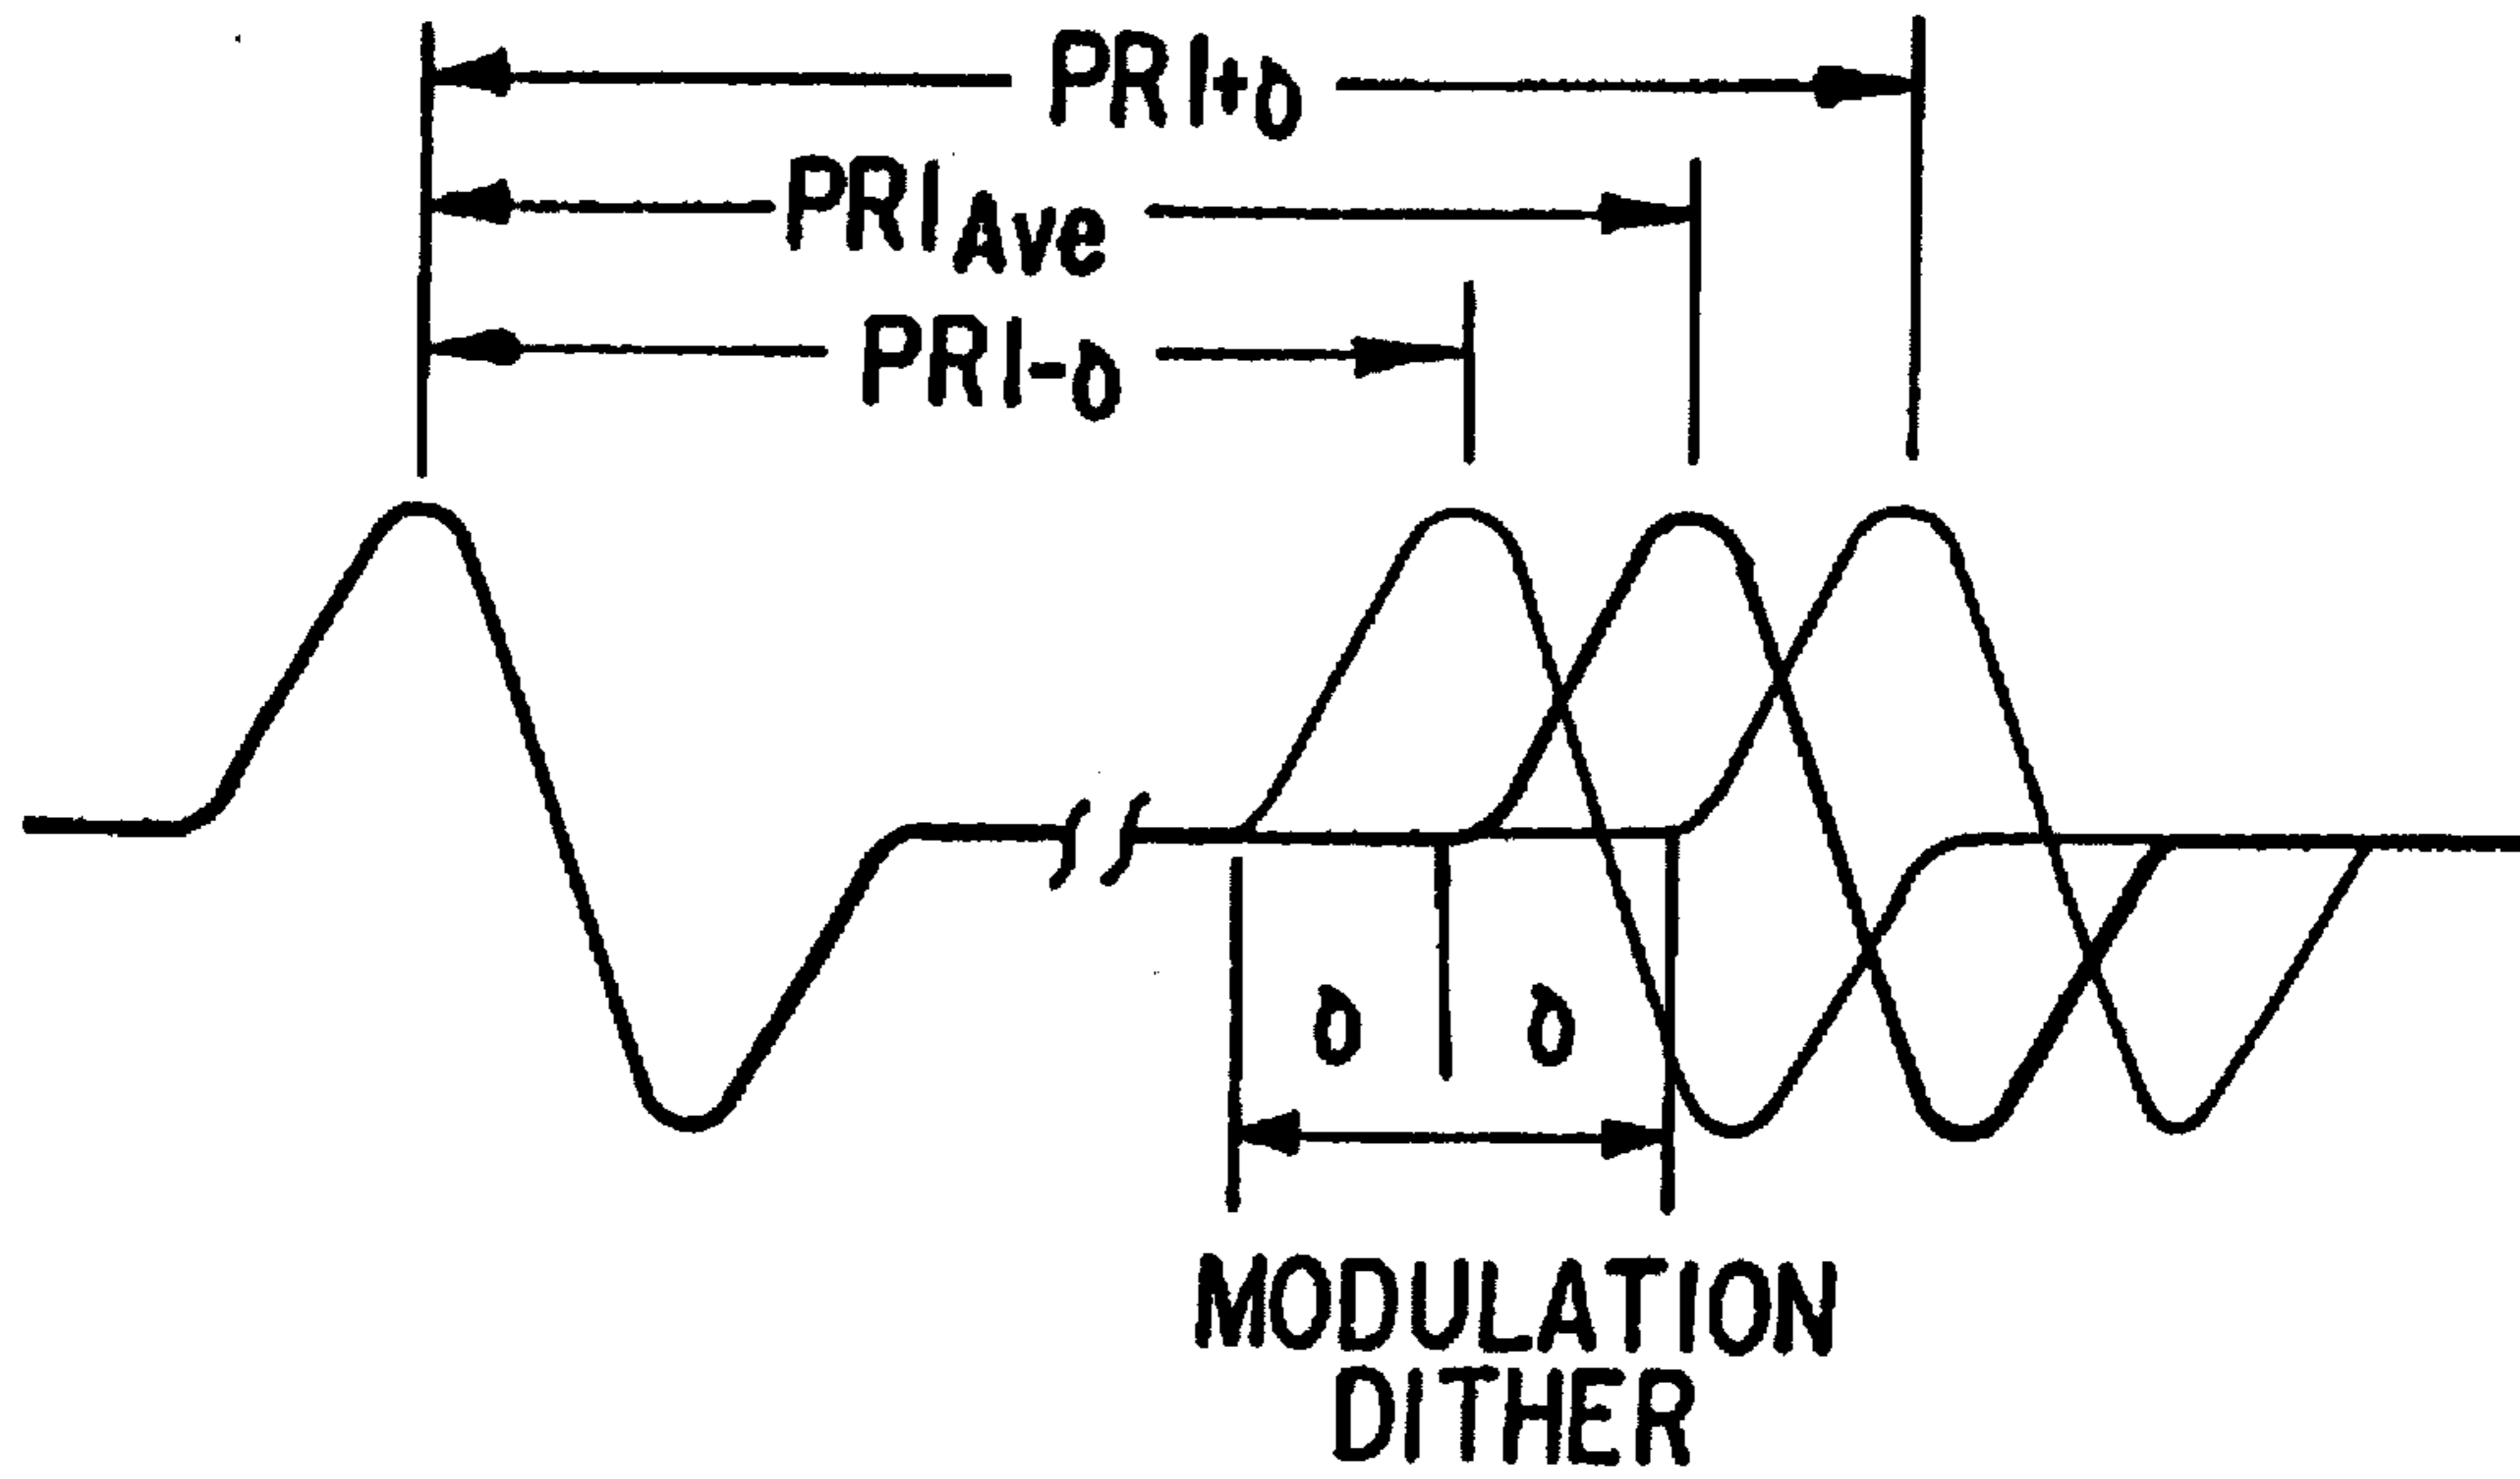 PRI+δ
PRIAve
PRI-δ
δ δ
MODULATION
DITHER